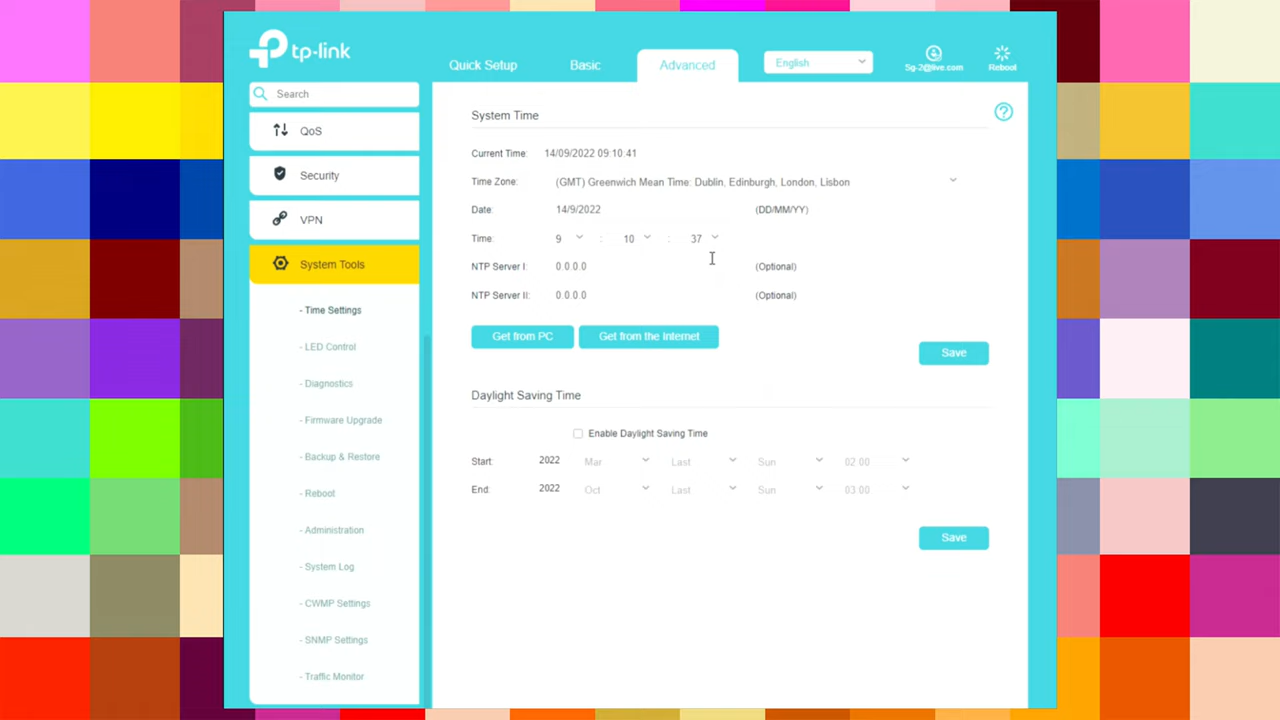 tp-link
Quick Setup Basic Advanced English Sg-2@live.com Reboot
Search
QoS
Security
VPN
System Tools
- Time Settings
- LED Control
- Diagnostics
- Firmware Upgrade
- Backup & Restore
- Reboot
- Administration
- System Log
- CWMP Settings
- SNMP Settings
- Traffic Monitor
System Time
Current Time: 14/09/2022 09:10:41
Time Zone: (GMT) Greenwich Mean Time: Dublin, Edinburgh, London, Lisbon
Date: 14/9/2022 (DD/MM/YY)
Time: 9 : 10 : 37
NTP Server I: 0.0.0.0 (Optional)
NTP Server II: 0.0.0.0 (Optional)
Get from PC Get from the Internet
Save
Daylight Saving Time
Enable Daylight Saving Time
Start: 2022 Mar Last Sun 02:00
End: 2022 Oct Last Sun 03:00
Save